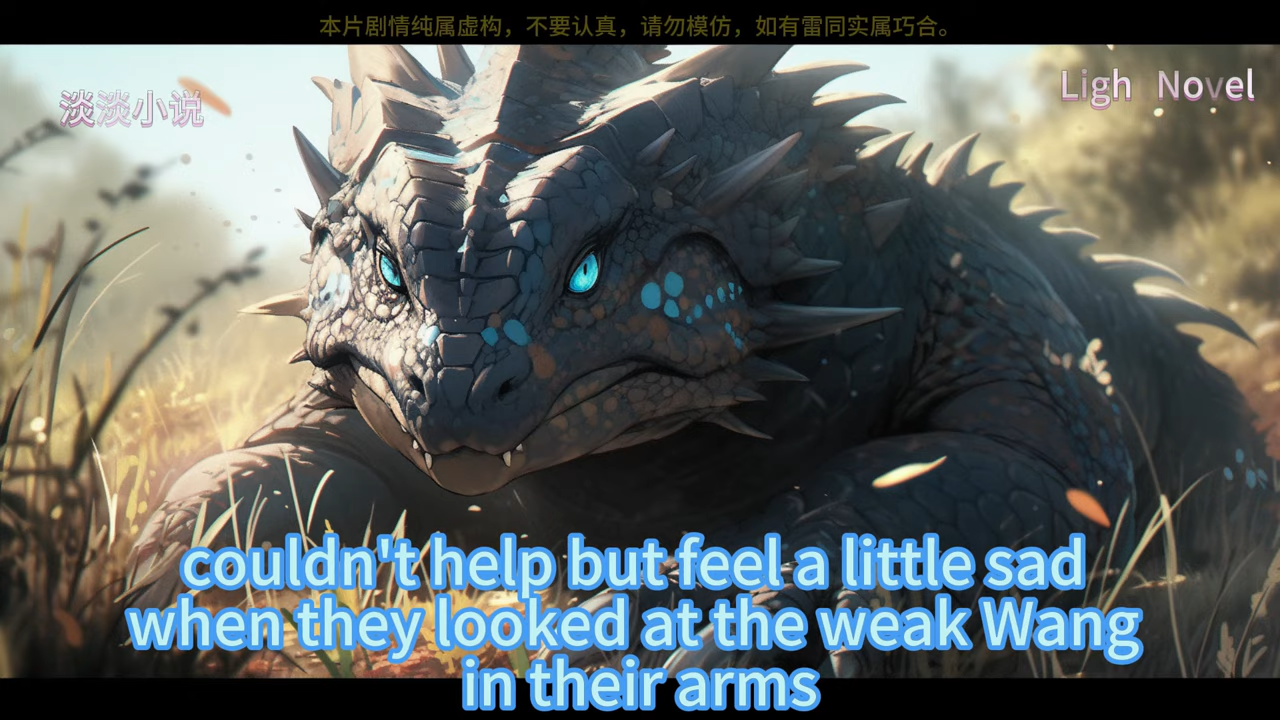 本片剧情纯属虚构，不要认真，请勿模仿，如有雷同实属巧合。
淡淡小说
Ligh Novel
couldn't help but feel a little sad
when they looked at the weak Wang
in their arms